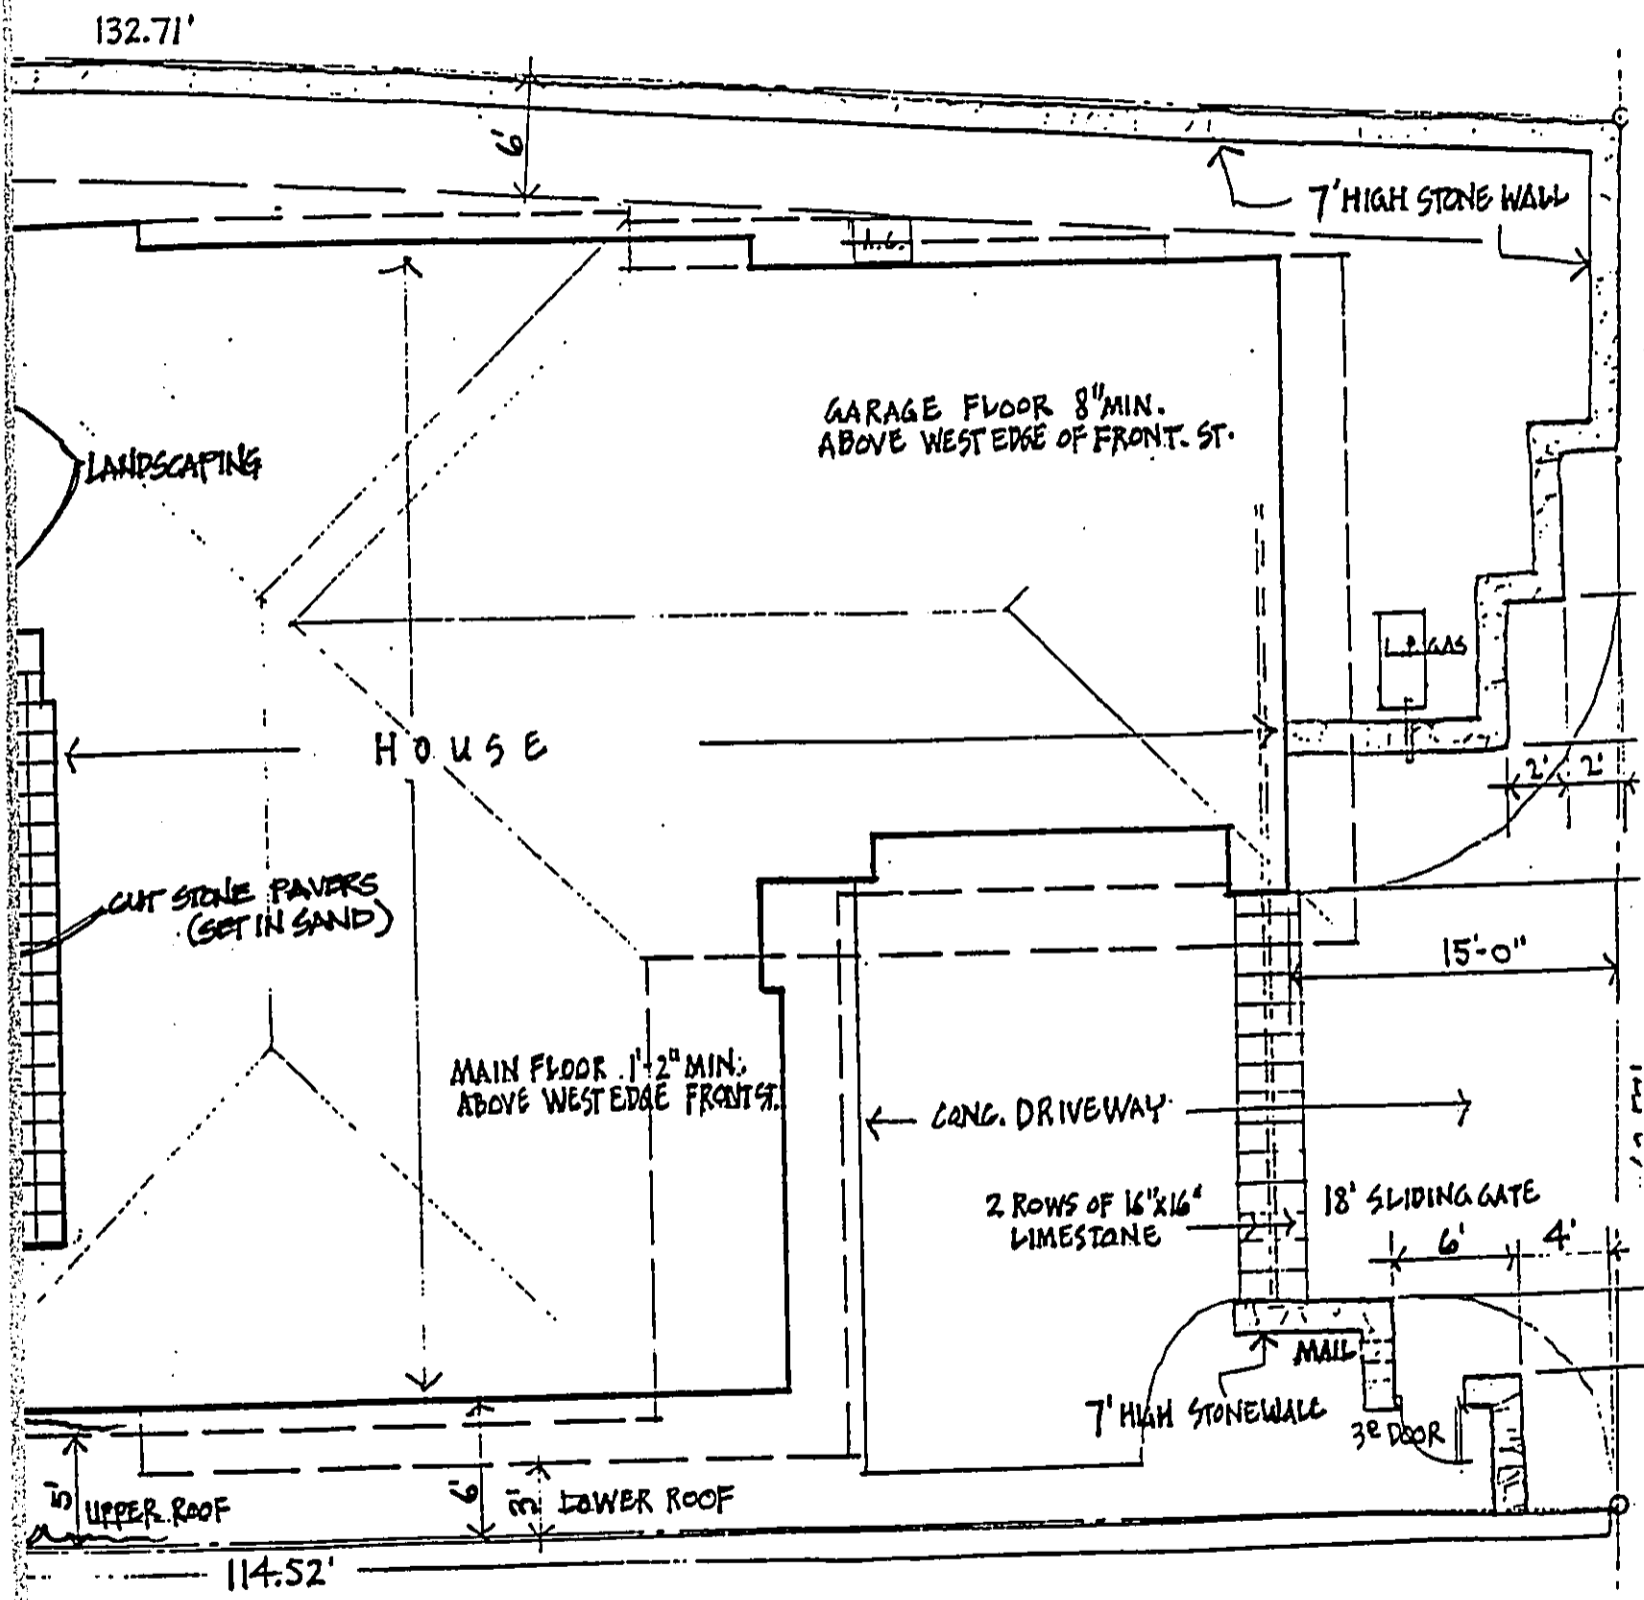 132.71'
6'
7' HIGH STONE WALL
A.C.
GARAGE FLOOR 8" MIN.
ABOVE WEST EDGE OF FRONT. ST.
LANDSCAPING
L.P. GAS
HOUSE
2' 2'
CUT STONE PAVERS
(SET IN SAND)
15'-0"
MAIN FLOOR 1'-2" MIN.
ABOVE WEST EDGE FRONT ST.
CONC. DRIVEWAY
2 ROWS OF 16"X16"
LIMESTONE
18' SLIDING GATE
6' 4'
MAIL
7' HIGH STONEWALL
3º DOOR
5'
UPPER ROOF
6'
3'
LOWER ROOF
114.52'